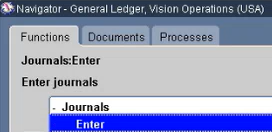 Navigator - General Ledger, Vision Operations (USA)
Functions Documents Processes
Journals:Enter
Enter journals
- Journals
Enter